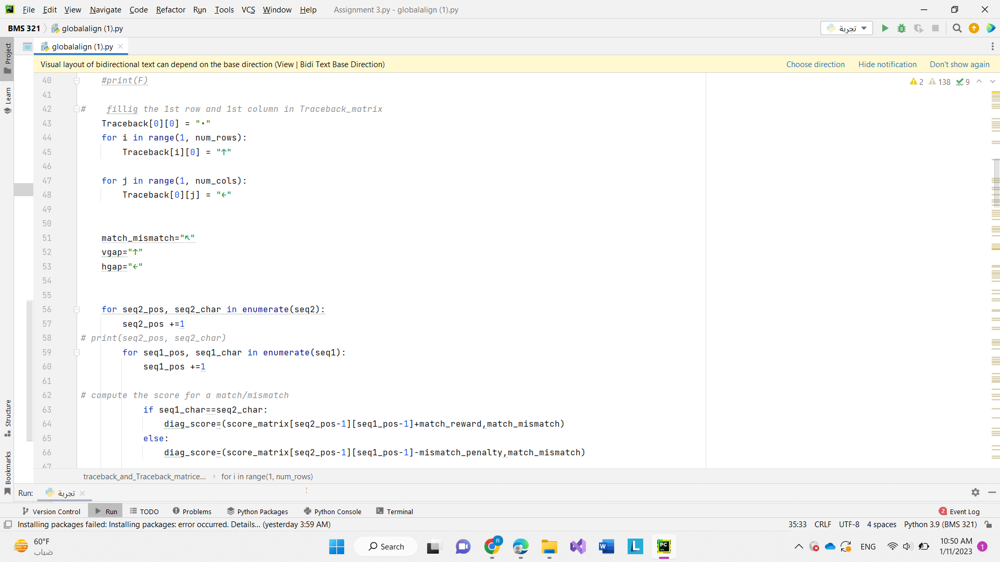 File Edit View Navigate Code Refactor Run Tools VCS Window Help Assignment 3.py - globalalign (1).py
BMS 321 globalalign (1).py تجربة
Project
globalalign (1).py
Visual layout of bidirectional text can depend on the base direction (View | Bidi Text Base Direction) Choose direction Hide notification Don't show again
40 #print(F)
2 138 9
41
42 # fillig the 1st row and 1st column in Traceback_matrix
43 Traceback[0][0] = "•"
44 for i in range(1, num_rows):
45 Traceback[i][0] = "↑"
46
47 for j in range(1, num_cols):
48 Traceback[0][j] = "←"
49
50
51 match_mismatch="↖"
52 vgap="↑"
53 hgap="←"
54
55
56 for seq2_pos, seq2_char in enumerate(seq2):
57 seq2_pos +=1
58 # print(seq2_pos, seq2_char)
59 for seq1_pos, seq1_char in enumerate(seq1):
60 seq1_pos +=1
61
62 # compute the score for a match/mismatch
63 if seq1_char==seq2_char:
64 diag_score=(score_matrix[seq2_pos-1][seq1_pos-1]+match_reward,match_mismatch)
65 else:
66 diag_score=(score_matrix[seq2_pos-1][seq1_pos-1]-mismatch_penalty,match_mismatch)
67
Learn
Structure
Bookmarks
traceback_and_Traceback_matrice... › for i in range(1, num_rows)
Run: تجربة
Version Control Run TODO Problems Python Packages Python Console Terminal 2 Event Log
Installing packages failed: Installing packages: error occurred. Details... (yesterday 3:59 AM) 35:33 CRLF UTF-8 4 spaces Python 3.9 (BMS 321)
60°F
ضباب
Search
ENG
10:50 AM
1/11/2023
1